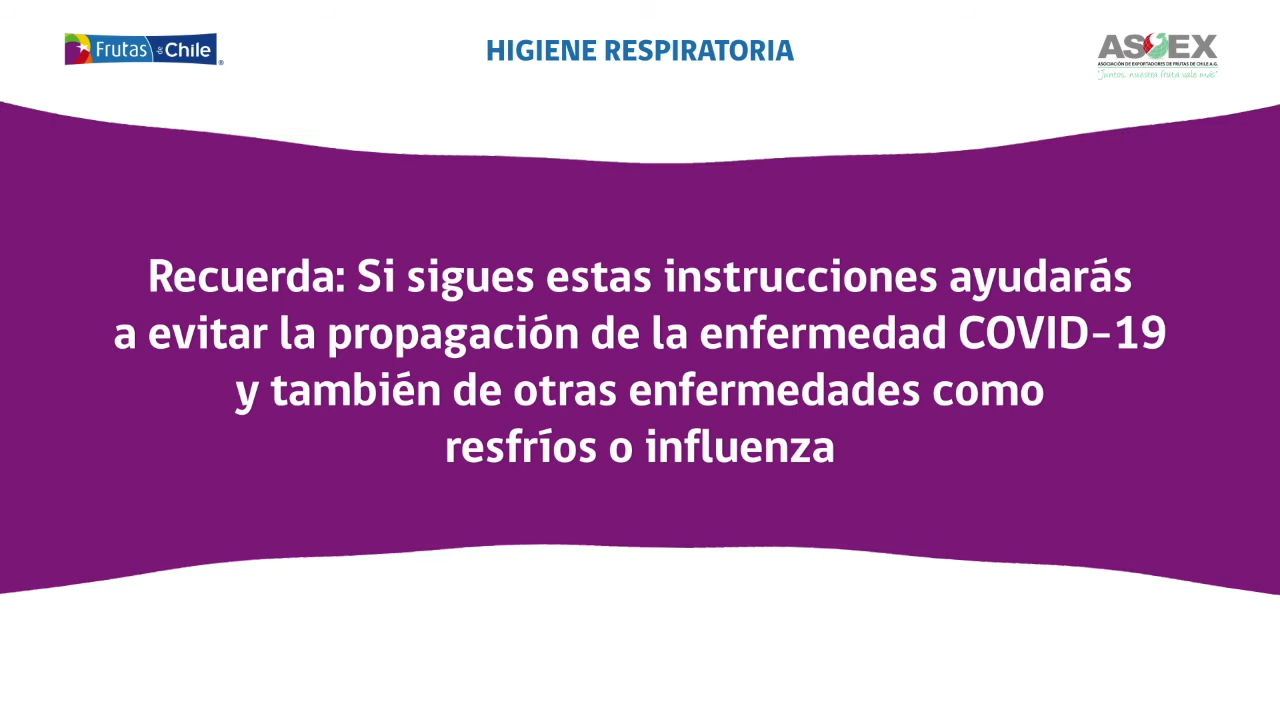 Frutas de Chile®
HIGIENE RESPIRATORIA
ASOEX
ASOCIACIÓN DE EXPORTADORES DE FRUTAS DE CHILE A.G.
"Juntos, nuestra fruta vale más"
Recuerda: Si sigues estas instrucciones ayudarás
a evitar la propagación de la enfermedad COVID-19
y también de otras enfermedades como
resfríos o influenza